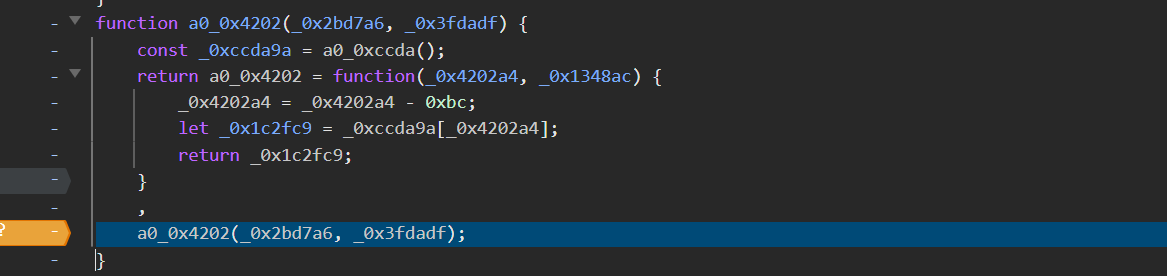 }
- function a0_0x4202(_0x2bd7a6, _0x3fdadf) {
- const _0xccda9a = a0_0xccda();
- return a0_0x4202 = function(_0x4202a4, _0x1348ac) {
- _0x4202a4 = _0x4202a4 - 0xbc;
- let _0x1c2fc9 = _0xccda9a[_0x4202a4];
- return _0x1c2fc9;
- }
- ,
? - a0_0x4202(_0x2bd7a6, _0x3fdadf);
- }